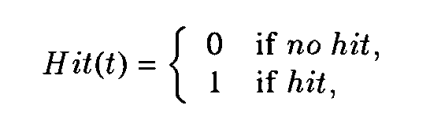 Hit(t) = { 0 if no hit,
1 if hit,